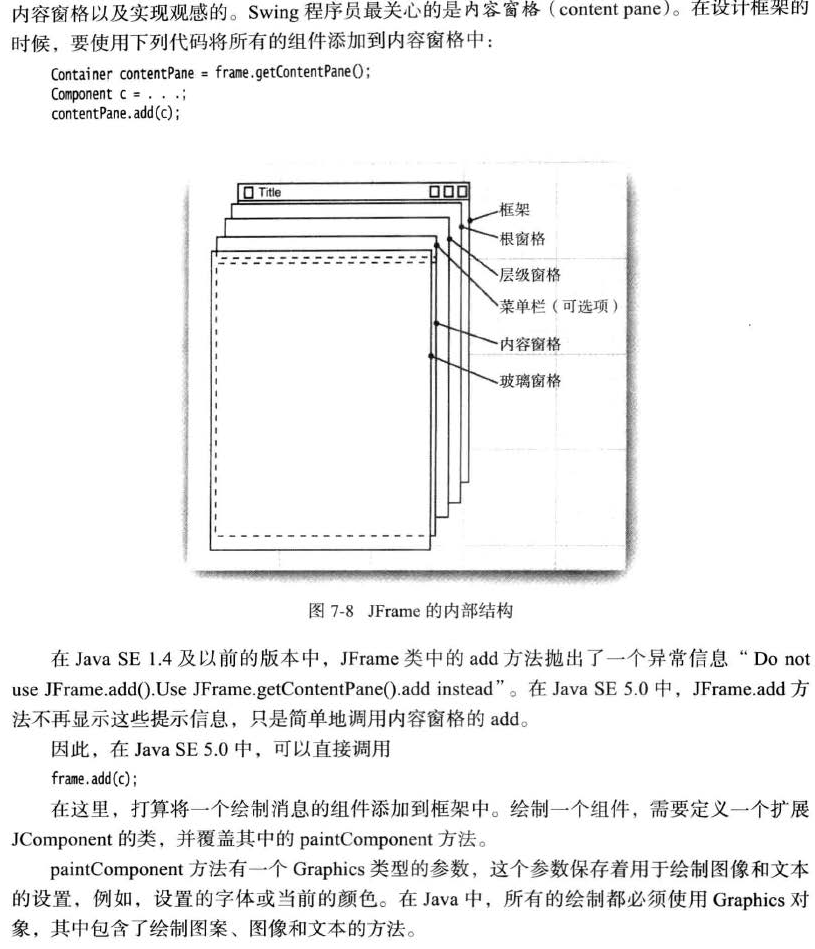 内容窗格以及实现观感的。Swing 程序员最关心的是内容窗格（content pane）。在设计框架的
时候，要使用下列代码将所有的组件添加到内容窗格中：
Container contentPane = frame.getContentPane();
Component c = . . .;
contentPane.add(c);
Title
框架
根窗格
层级窗格
菜单栏（可选项）
内容窗格
玻璃窗格
图 7-8 JFrame 的内部结构
在 Java SE 1.4 及以前的版本中，JFrame 类中的 add 方法抛出了一个异常信息“ Do not
use JFrame.add().Use JFrame.getContentPane().add instead”。在 Java SE 5.0 中，JFrame.add 方
法不再显示这些提示信息，只是简单地调用内容窗格的 add。
因此，在 Java SE 5.0 中，可以直接调用
frame.add(c);
在这里，打算将一个绘制消息的组件添加到框架中。绘制一个组件，需要定义一个扩展
JComponent 的类，并覆盖其中的 paintComponent 方法。
paintComponent 方法有一个 Graphics 类型的参数，这个参数保存着用于绘制图像和文本
的设置，例如，设置的字体或当前的颜色。在 Java 中，所有的绘制都必须使用 Graphics 对
象，其中包含了绘制图案、图像和文本的方法。